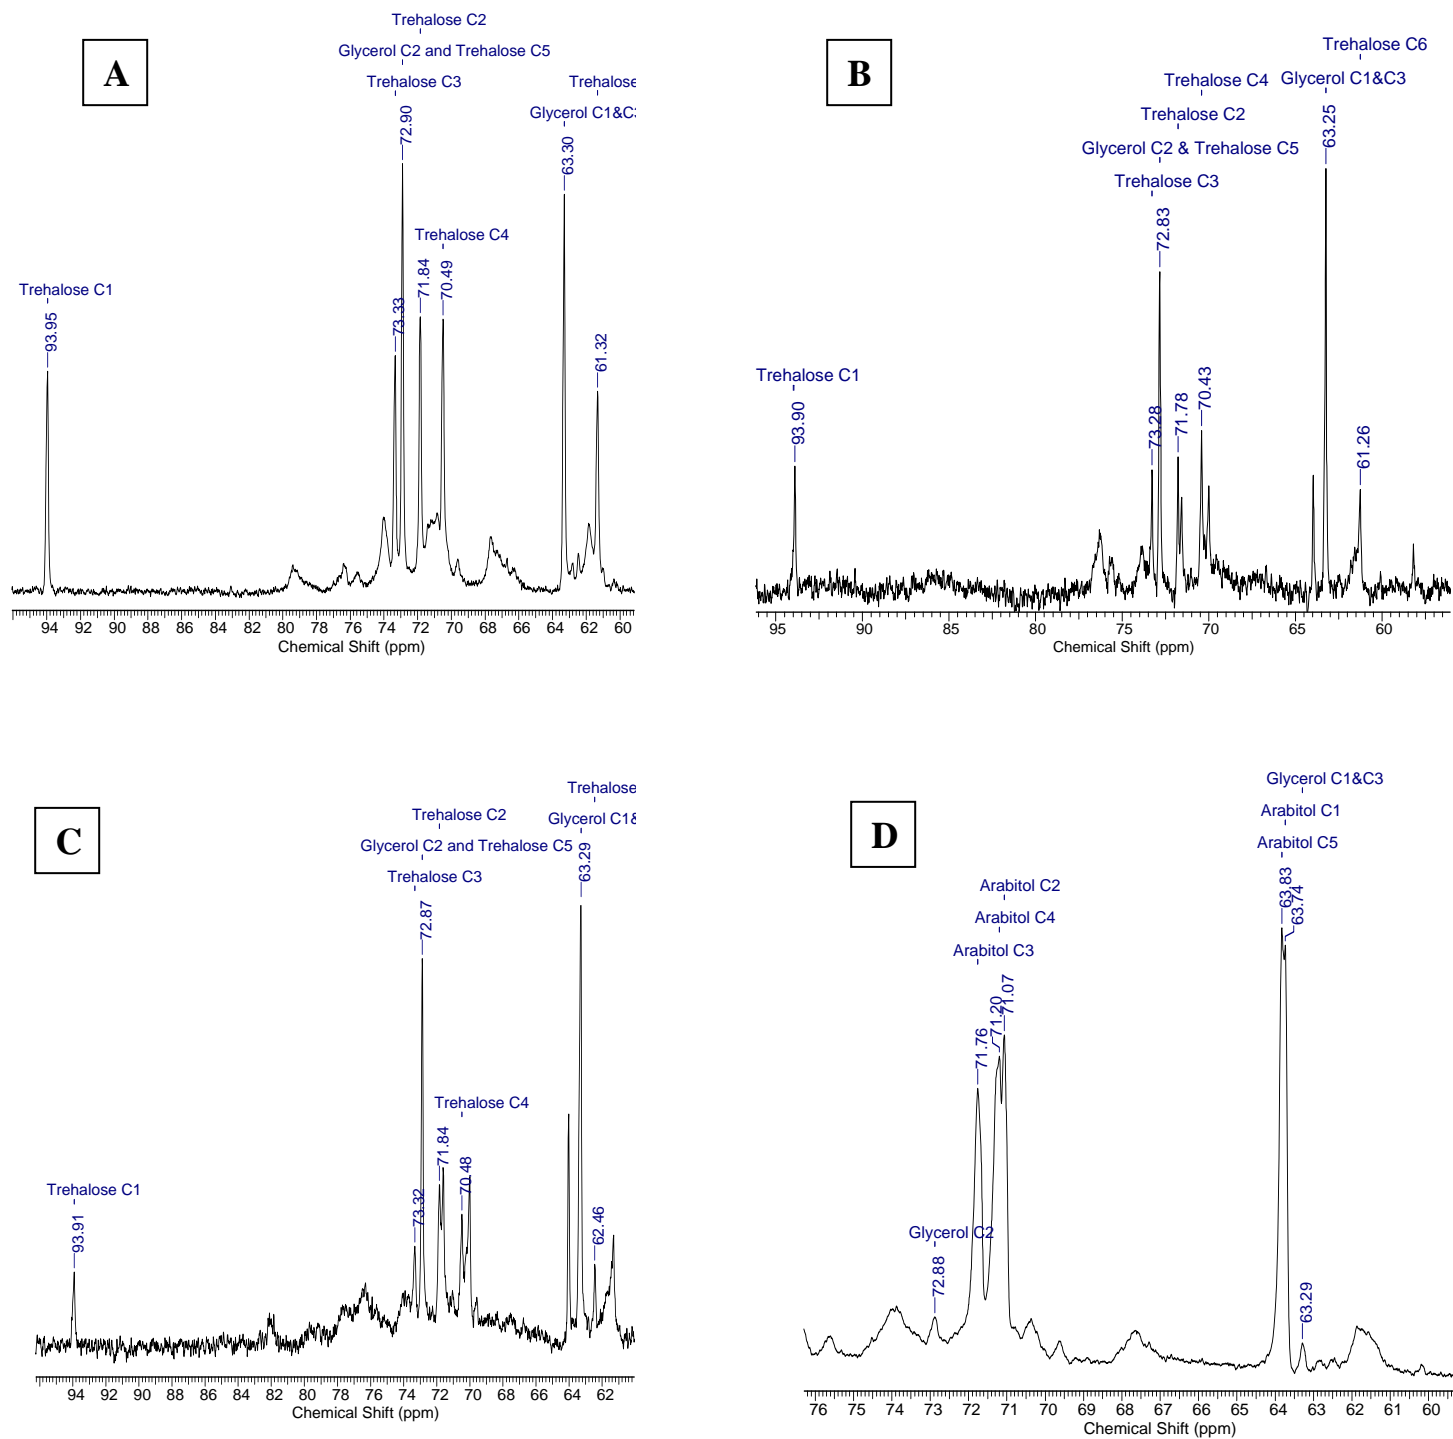 A
Trehalose C2
Glycerol C2 and Trehalose C5
Trehalose C3
Trehalose
Glycerol C1&C
Trehalose C4
Trehalose C1
93.95
73.33
72.90
71.84
70.49
63.30
61.32
94 92 90 88 86 84 82 80 78 76 74 72 70 68 66 64 62 60
Chemical Shift (ppm)
B
Trehalose C6
Trehalose C4
Glycerol C1&C3
Trehalose C2
Glycerol C2 & Trehalose C5
Trehalose C3
Trehalose C1
93.90
73.28
72.83
71.78
70.43
63.25
61.26
95 90 85 80 75 70 65 60
Chemical Shift (ppm)
C
Trehalose
Trehalose C2
Glycerol C1&
Glycerol C2 and Trehalose C5
Trehalose C3
Trehalose C4
Trehalose C1
93.91
73.32
72.87
71.84
70.48
63.29
62.46
94 92 90 88 86 84 82 80 78 76 74 72 70 68 66 64 62
Chemical Shift (ppm)
D
Glycerol C1&C3
Arabitol C1
Arabitol C5
Arabitol C2
Arabitol C4
Arabitol C3
Glycerol C2
72.88
71.76
71.20
71.07
63.83
63.74
63.29
76 75 74 73 72 71 70 69 68 67 66 65 64 63 62 61 60
Chemical Shift (ppm)